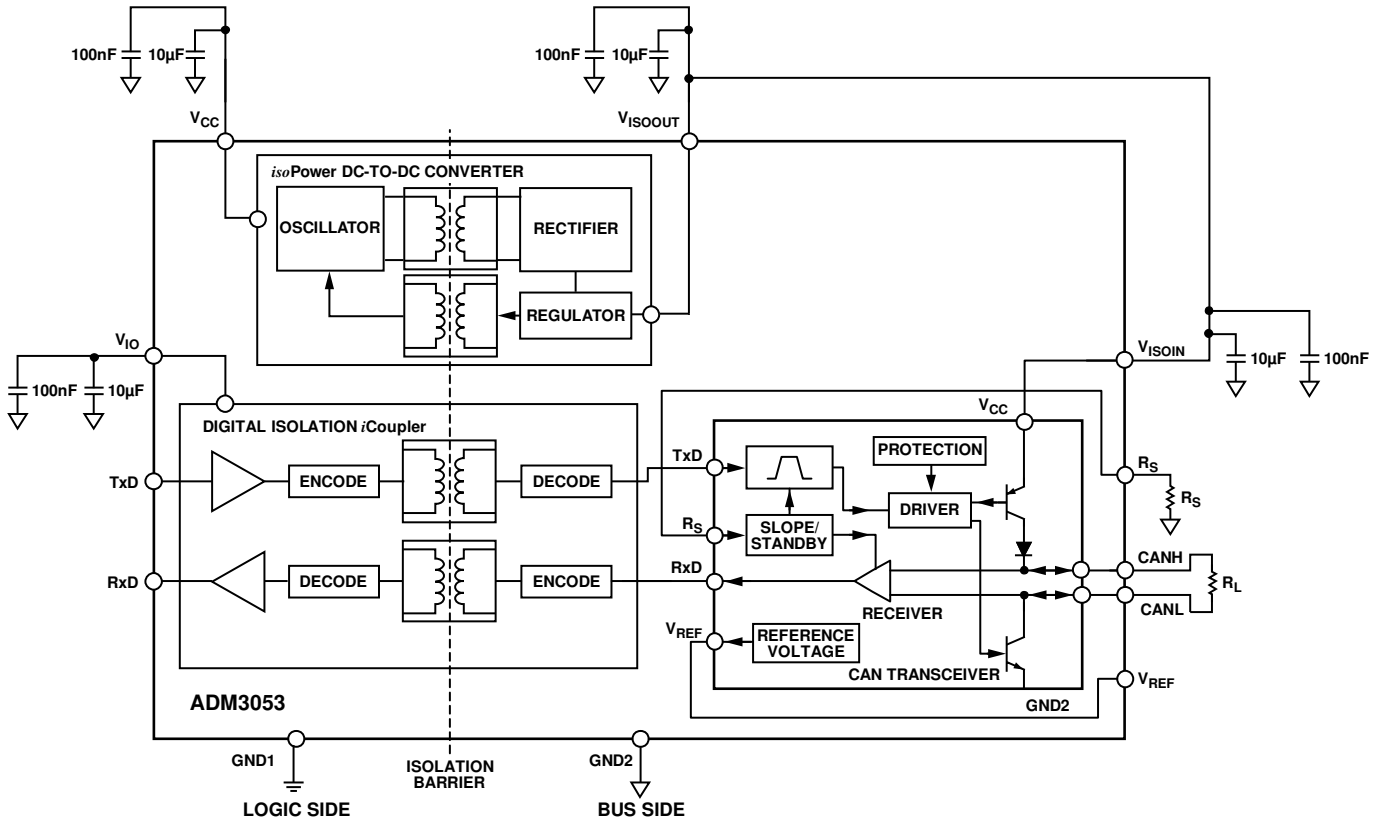 100nF 10µF
100nF 10µF
VCC
VISOOUT
isoPower DC-TO-DC CONVERTER
OSCILLATOR
RECTIFIER
REGULATOR
VIO
100nF 10µF
VISOIN
10µF 100nF
DIGITAL ISOLATION iCoupler
VCC
TxD
ENCODE
DECODE
TxD
PROTECTION
DRIVER
RS
RS
RS
SLOPE/
STANDBY
RxD
DECODE
ENCODE
RxD
RECEIVER
CANH
RL
CANL
VREF
REFERENCE
VOLTAGE
CAN TRANSCEIVER
VREF
GND2
ADM3053
GND1
ISOLATION
BARRIER
GND2
LOGIC SIDE
BUS SIDE